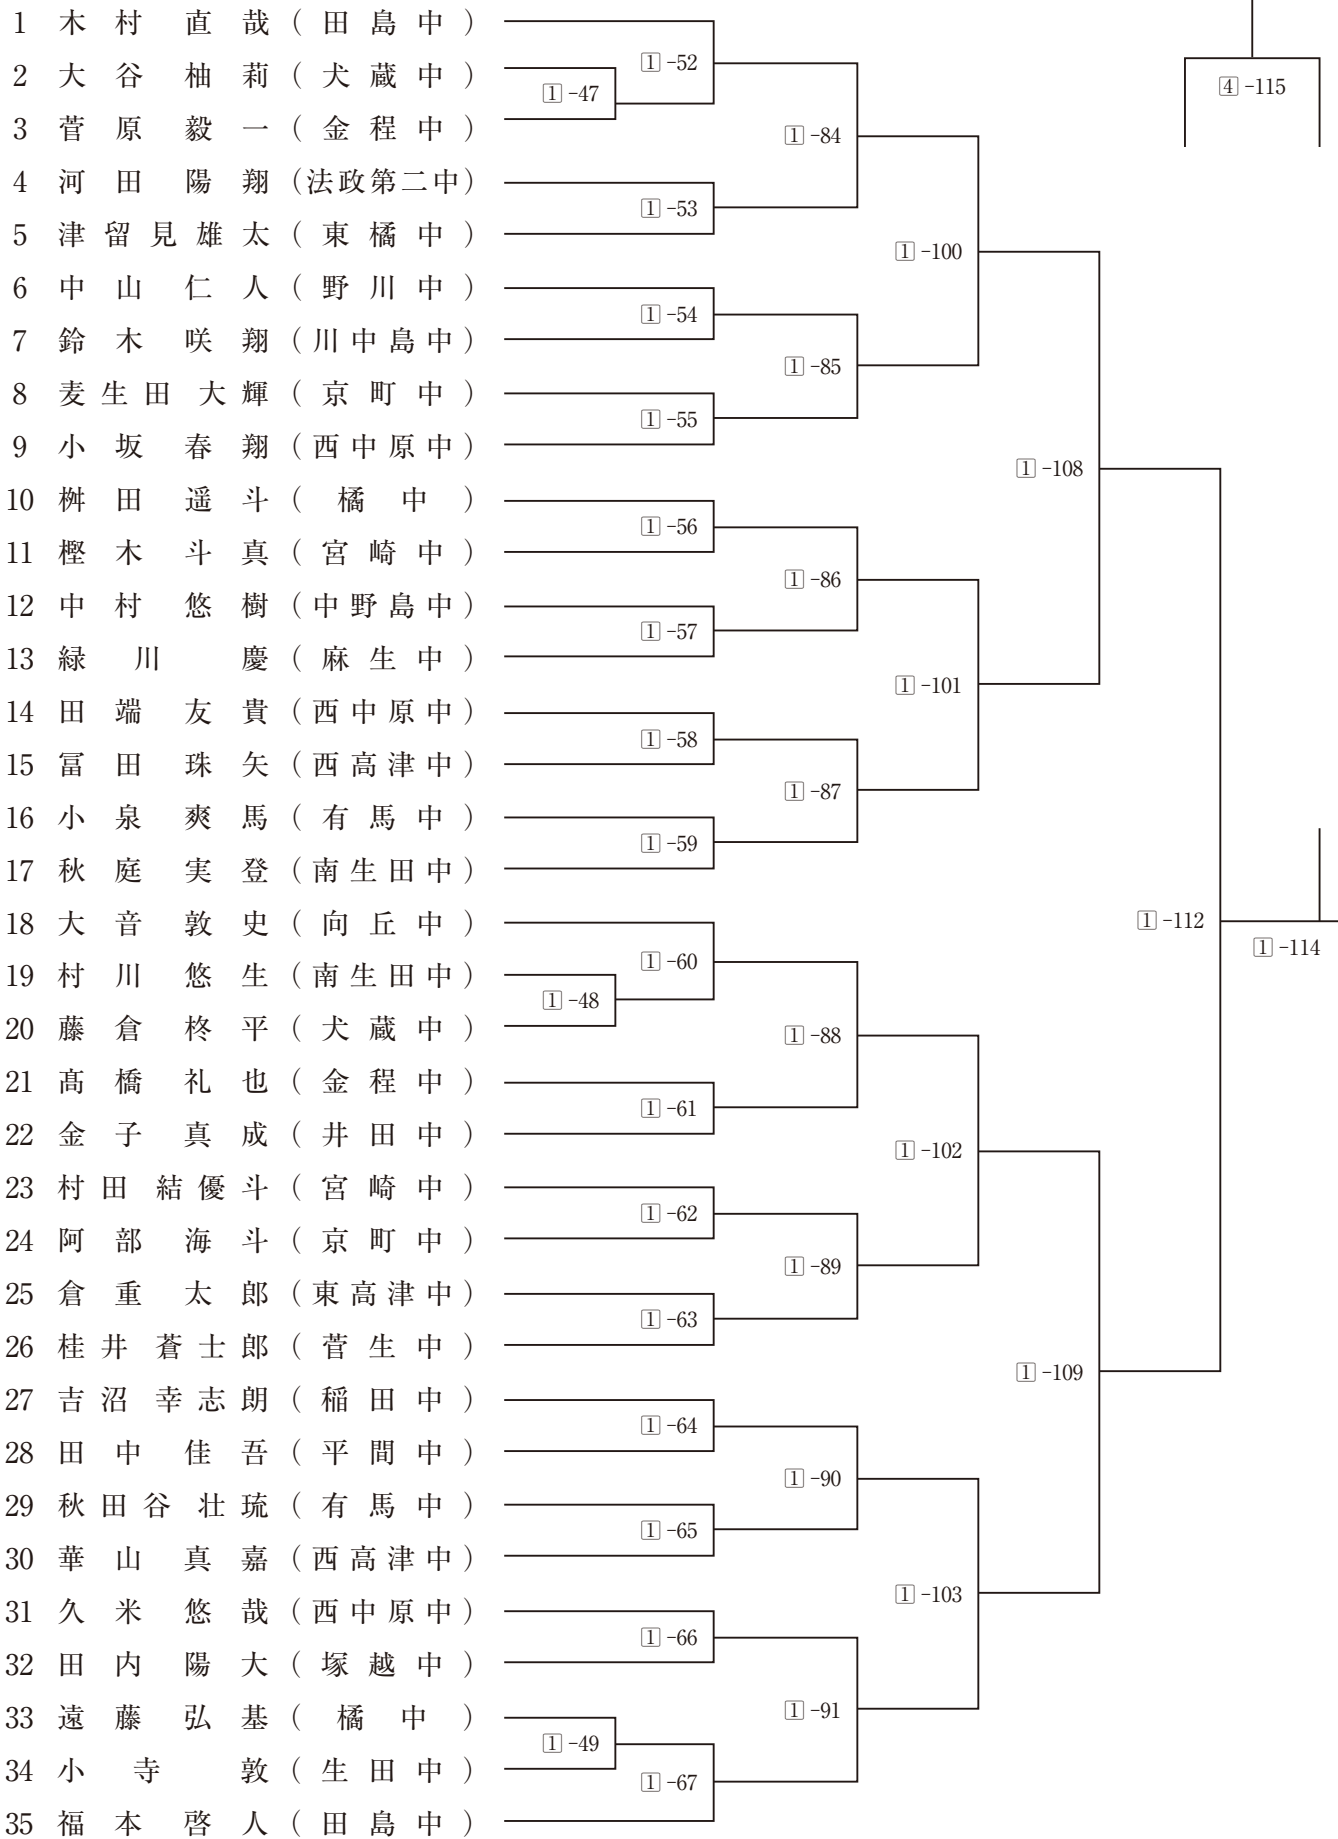 1 木村 直哉 (田島中)
2 大谷 柚莉 (犬蔵中)
3 菅原 毅一 (金程中)
4 河田 陽翔 (法政第二中)
5 津留見 雄太 (東橘中)
6 中山 仁人 (野川中)
7 鈴木 咲翔 (川中島中)
8 麦生田 大輝 (京町中)
9 小坂 春翔 (西中原中)
10 桝田 遥斗 (橘中)
11 樫木 斗真 (宮崎中)
12 中村 悠樹 (中野島中)
13 緑川 慶 (麻生中)
14 田端 友貴 (西中原中)
15 冨田 珠矢 (西高津中)
16 小泉 爽馬 (有馬中)
17 秋庭 実登 (南生田中)
18 大音 敦史 (向丘中)
19 村川 悠生 (南生田中)
20 藤倉 柊平 (犬蔵中)
21 髙橋 礼也 (金程中)
22 金子 真成 (井田中)
23 村田 結優斗 (宮崎中)
24 阿部 海斗 (京町中)
25 倉重 太郎 (東高津中)
26 桂井 蒼士郎 (菅生中)
27 吉沼 幸志朗 (稲田中)
28 田中 佳吾 (平間中)
29 秋田谷 壮琉 (有馬中)
30 華山 真嘉 (西高津中)
31 久米 悠哉 (西中原中)
32 田内 陽大 (塚越中)
33 遠藤 弘基 (橘中)
34 小寺 敦 (生田中)
35 福本 啓人 (田島中)
1-47
1-48
1-49
1-52
1-53
1-54
1-55
1-56
1-57
1-58
1-59
1-60
1-61
1-62
1-63
1-64
1-65
1-66
1-67
1-84
1-85
1-86
1-87
1-88
1-89
1-90
1-91
1-100
1-101
1-102
1-103
1-108
1-109
1-112
1-114
4-115